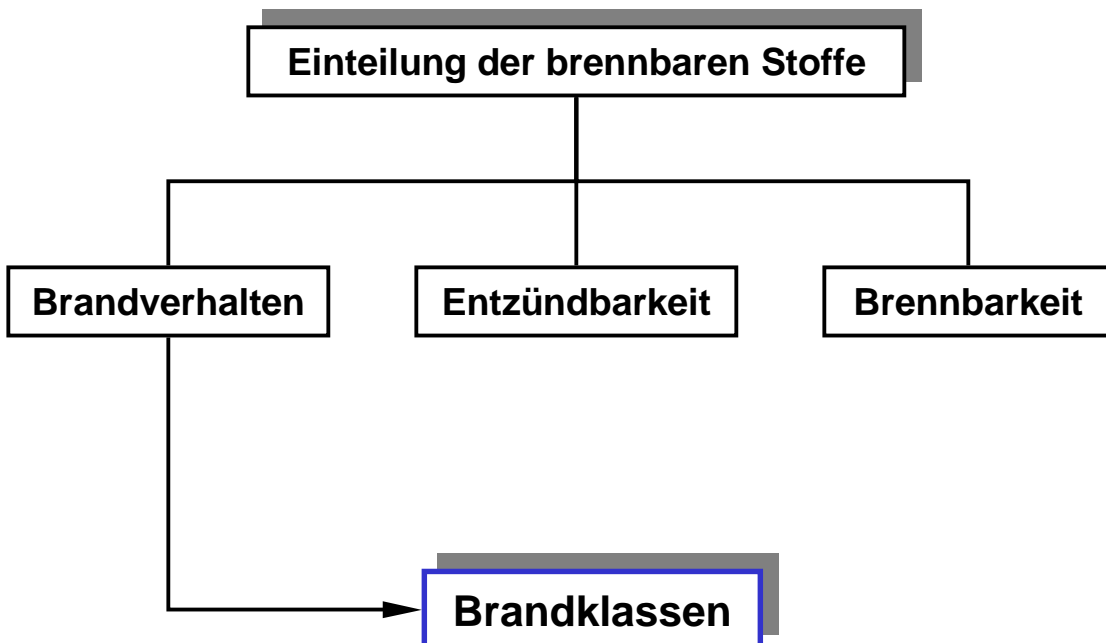 Einteilung der brennbaren Stoffe
Brandverhalten
Entzündbarkeit
Brennbarkeit
Brandklassen